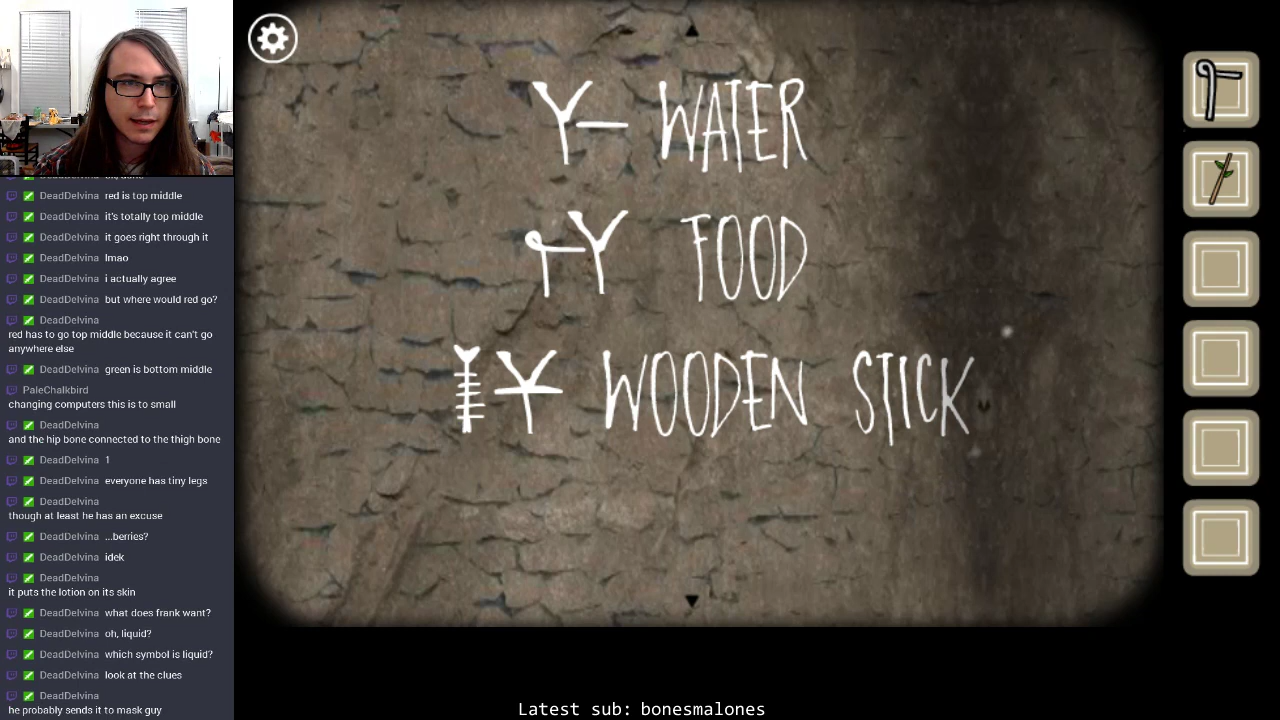 WATER
FOOD
WOODEN STICK
DeadDelvina red is top middle
DeadDelvina it's totally top middle
DeadDelvina it goes right through it
DeadDelvina lmao
DeadDelvina i actually agree
DeadDelvina but where would red go?
DeadDelvina
red has to go top middle because it can't go
anywhere else
DeadDelvina green is bottom middle
PaleChalkbird
changing computers this is to small
DeadDelvina
and the hip bone connected to the thigh bone
DeadDelvina 1
DeadDelvina everyone has tiny legs
DeadDelvina
though at least he has an excuse
DeadDelvina ...berries?
DeadDelvina idek
DeadDelvina
it puts the lotion on its skin
DeadDelvina what does frank want?
DeadDelvina oh, liquid?
DeadDelvina which symbol is liquid?
DeadDelvina look at the clues
DeadDelvina
he probably sends it to mask guy
Latest sub: bonesmalones